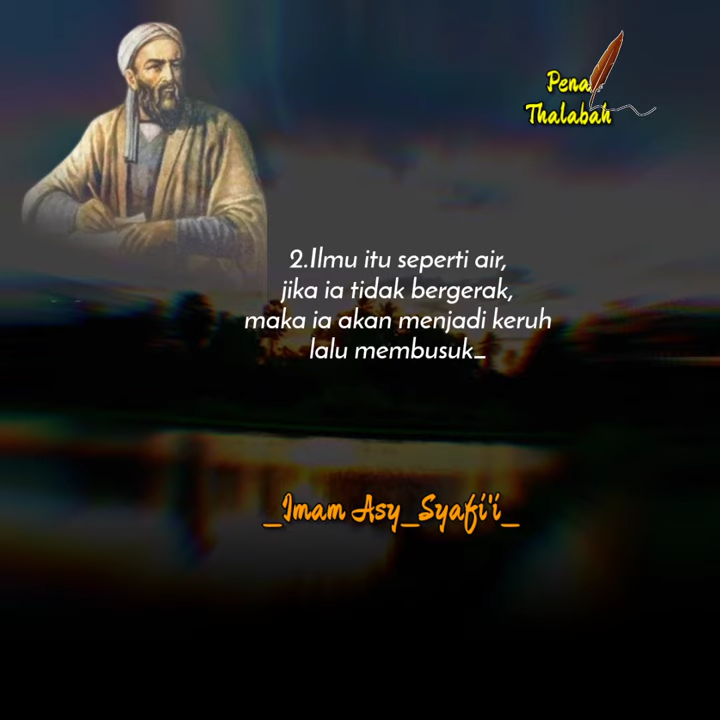 Pena
Thalabah
2.Ilmu itu seperti air,
jika ia tidak bergerak,
maka ia akan menjadi keruh
lalu membusuk_
_Imam Asy_Syafi'i_